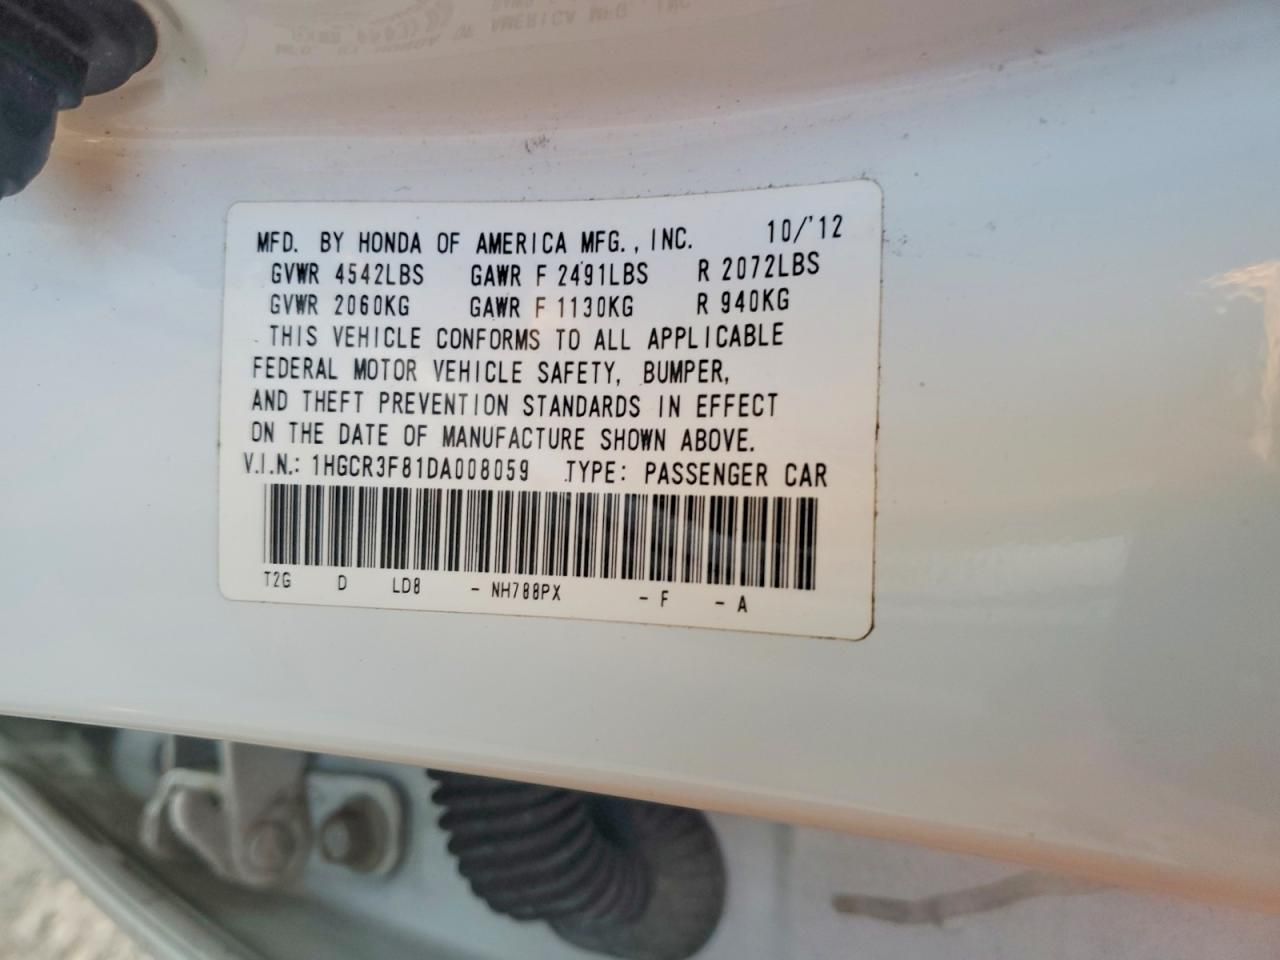 MFD. BY HONDA OF AMERICA MFG., INC. 10/'12
GVWR 4542LBS GAWR F 2491LBS R 2072LBS
GVWR 2060KG GAWR F 1130KG R 940KG
THIS VEHICLE CONFORMS TO ALL APPLICABLE
FEDERAL MOTOR VEHICLE SAFETY, BUMPER,
AND THEFT PREVENTION STANDARDS IN EFFECT
ON THE DATE OF MANUFACTURE SHOWN ABOVE.
V.I.N.: 1HGCR3F81DA008059 TYPE: PASSENGER CAR
T2G D LD8 - NH788PX - F - A